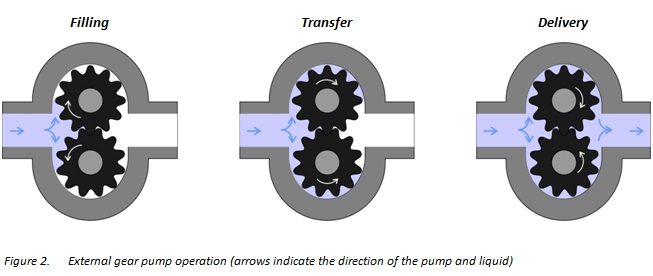 Filling Transfer Delivery
Figure 2. External gear pump operation (arrows indicate the direction of the pump and liquid)